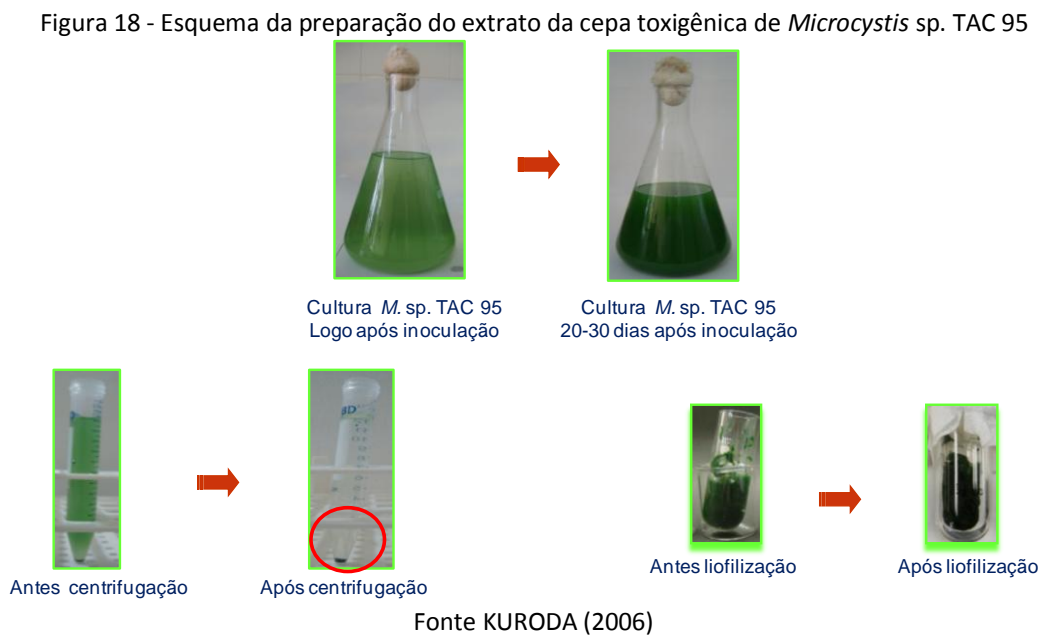 Figura 18 - Esquema da preparação do extrato da cepa toxigênica de Microcystis sp. TAC 95
Cultura M. sp. TAC 95
Logo após inoculação
Cultura M. sp. TAC 95
20-30 dias após inoculação
BD
Antes centrifugação
Após centrifugação
Antes liofilização
Após liofilização
Fonte KURODA (2006)